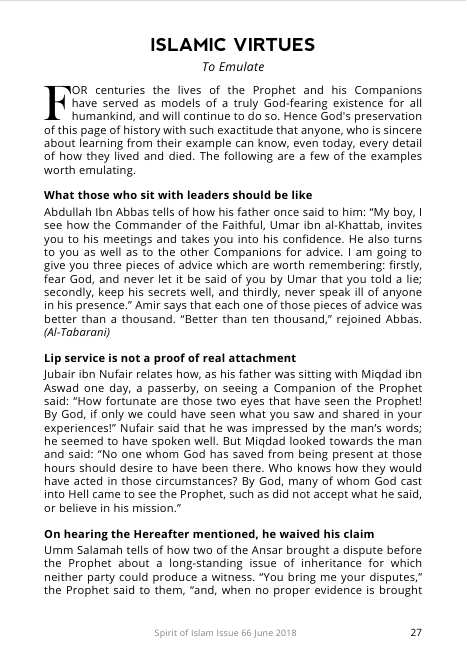 ISLAMIC VIRTUES
To Emulate
FOR centuries the lives of the Prophet and his Companions
have served as models of a truly God-fearing existence for all
humankind, and will continue to do so. Hence God's preservation
of this page of history with such exactitude that anyone, who is sincere
about learning from their example can know, even today, every detail
of how they lived and died. The following are a few of the examples
worth emulating.
What those who sit with leaders should be like
Abdullah Ibn Abbas tells of how his father once said to him: “My boy, I
see how the Commander of the Faithful, Umar ibn al-Khattab, invites
you to his meetings and takes you into his confidence. He also turns
to you as well as to the other Companions for advice. I am going to
give you three pieces of advice which are worth remembering: firstly,
fear God, and never let it be said of you by Umar that you told a lie;
secondly, keep his secrets well, and thirdly, never speak ill of anyone
in his presence.” Amir says that each one of those pieces of advice was
better than a thousand. “Better than ten thousand,” rejoined Abbas.
(Al-Tabarani)
Lip service is not a proof of real attachment
Jubair ibn Nufair relates how, as his father was sitting with Miqdad ibn
Aswad one day, a passerby, on seeing a Companion of the Prophet
said: “How fortunate are those two eyes that have seen the Prophet!
By God, if only we could have seen what you saw and shared in your
experiences!” Nufair said that he was impressed by the man’s words;
he seemed to have spoken well. But Miqdad looked towards the man
and said: “No one whom God has saved from being present at those
hours should desire to have been there. Who knows how they would
have acted in those circumstances? By God, many of whom God cast
into Hell came to see the Prophet, such as did not accept what he said,
or believe in his mission.”
On hearing the Hereafter mentioned, he waived his claim
Umm Salamah tells of how two of the Ansar brought a dispute before
the Prophet about a long-standing issue of inheritance for which
neither party could produce a witness. “You bring me your disputes,”
the Prophet said to them, “and, when no proper evidence is brought
Spirit of Islam Issue 66 June 2018
27